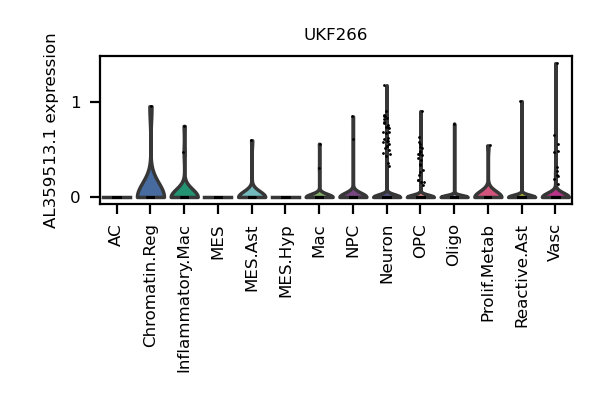 UKF266
AL359513.1 expression
1
0
AC
Chromatin.Reg
Inflammatory.Mac
MES
MES.Ast
MES.Hyp
Mac
NPC
Neuron
OPC
Oligo
Prolif.Metab
Reactive.Ast
Vasc